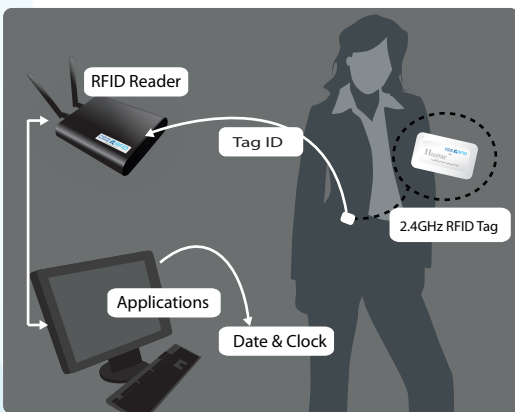 RFID Reader
Tag ID
2.4GHz RFID Tag
Applications
Date & Clock